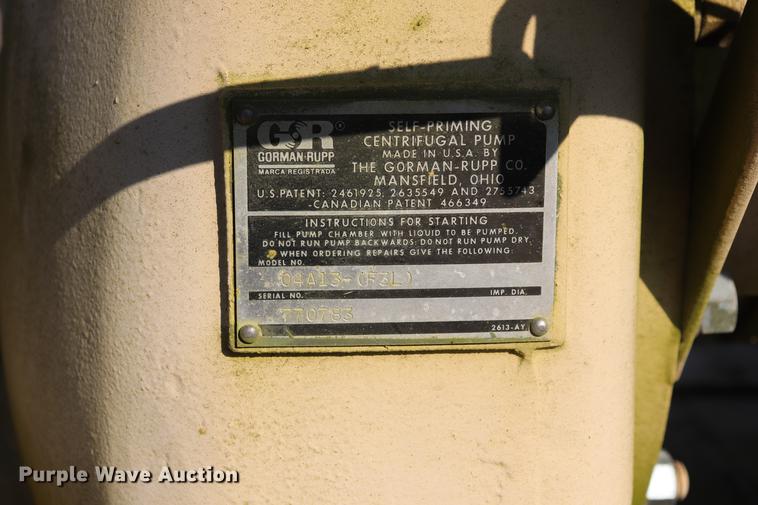 GR®
GORMAN-RUPP
MARCA REGISTRADA
SELF-PRIMING
CENTRIFUGAL PUMP
MADE IN U.S.A. BY
THE GORMAN-RUPP CO.
MANSFIELD, OHIO
U.S. PATENT: 2461925, 2635549 AND 2755743
-CANADIAN PATENT 466349
INSTRUCTIONS FOR STARTING
FILL PUMP CHAMBER WITH LIQUID TO BE PUMPED.
DO NOT RUN PUMP BACKWARDS: DO NOT RUN PUMP DRY.
WHEN ORDERING REPAIRS GIVE THE FOLLOWING:
MODEL NO.
04A13-(F3L)
SERIAL NO. IMP. DIA.
770783
2613-AY
Purple Wave Auction